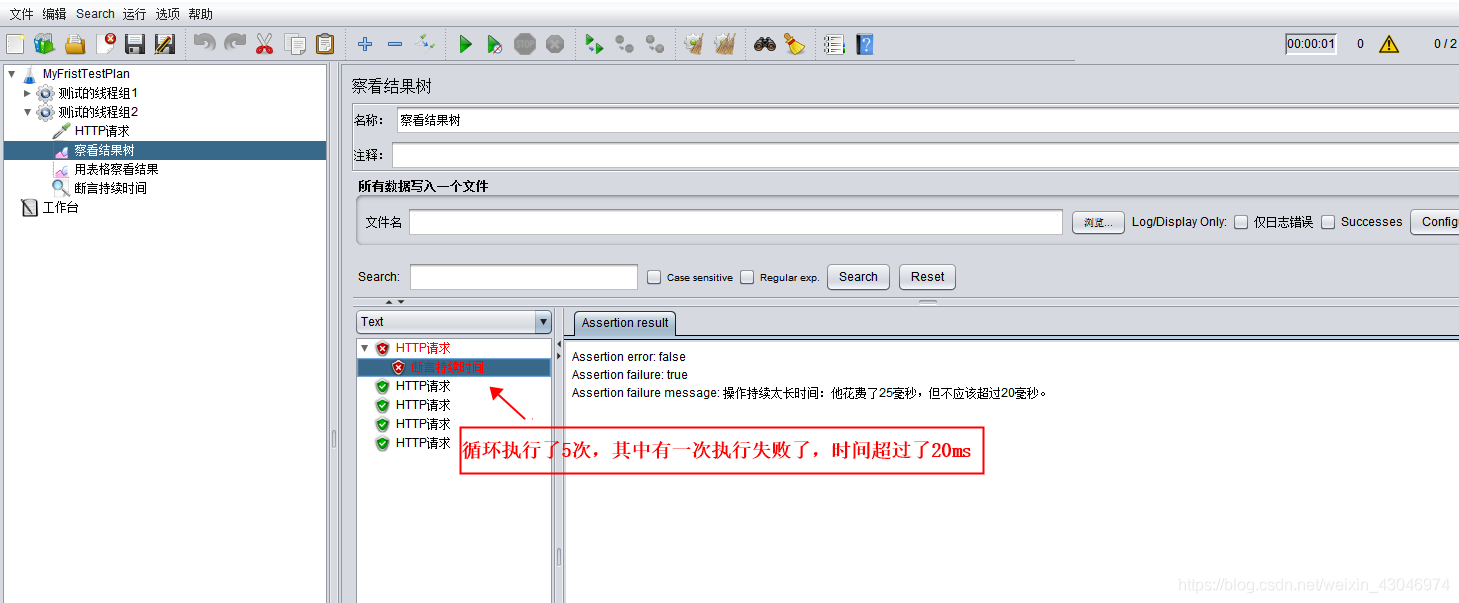 文件 编辑 Search 运行 选项 帮助
STOP
00:00:01 0 0 / 2
MyFristTestPlan
测试的线程组1
测试的线程组2
HTTP请求
察看结果树
用表格察看结果
断言持续时间
工作台
察看结果树
名称： 察看结果树
注释：
所有数据写入一个文件
文件名 浏览... Log/Display Only: 仅日志错误 Successes Config
Search: Case sensitive Regular exp. Search Reset
Text
HTTP请求
断言持续时间
HTTP请求
HTTP请求
HTTP请求
HTTP请求
Assertion result
Assertion error: false
Assertion failure: true
Assertion failure message: 操作持续太长时间：他花费了25毫秒，但不应该超过20毫秒。
循环执行了5次，其中有一次执行失败了，时间超过了20ms
https://blog.csdn.net/weixin_43046974